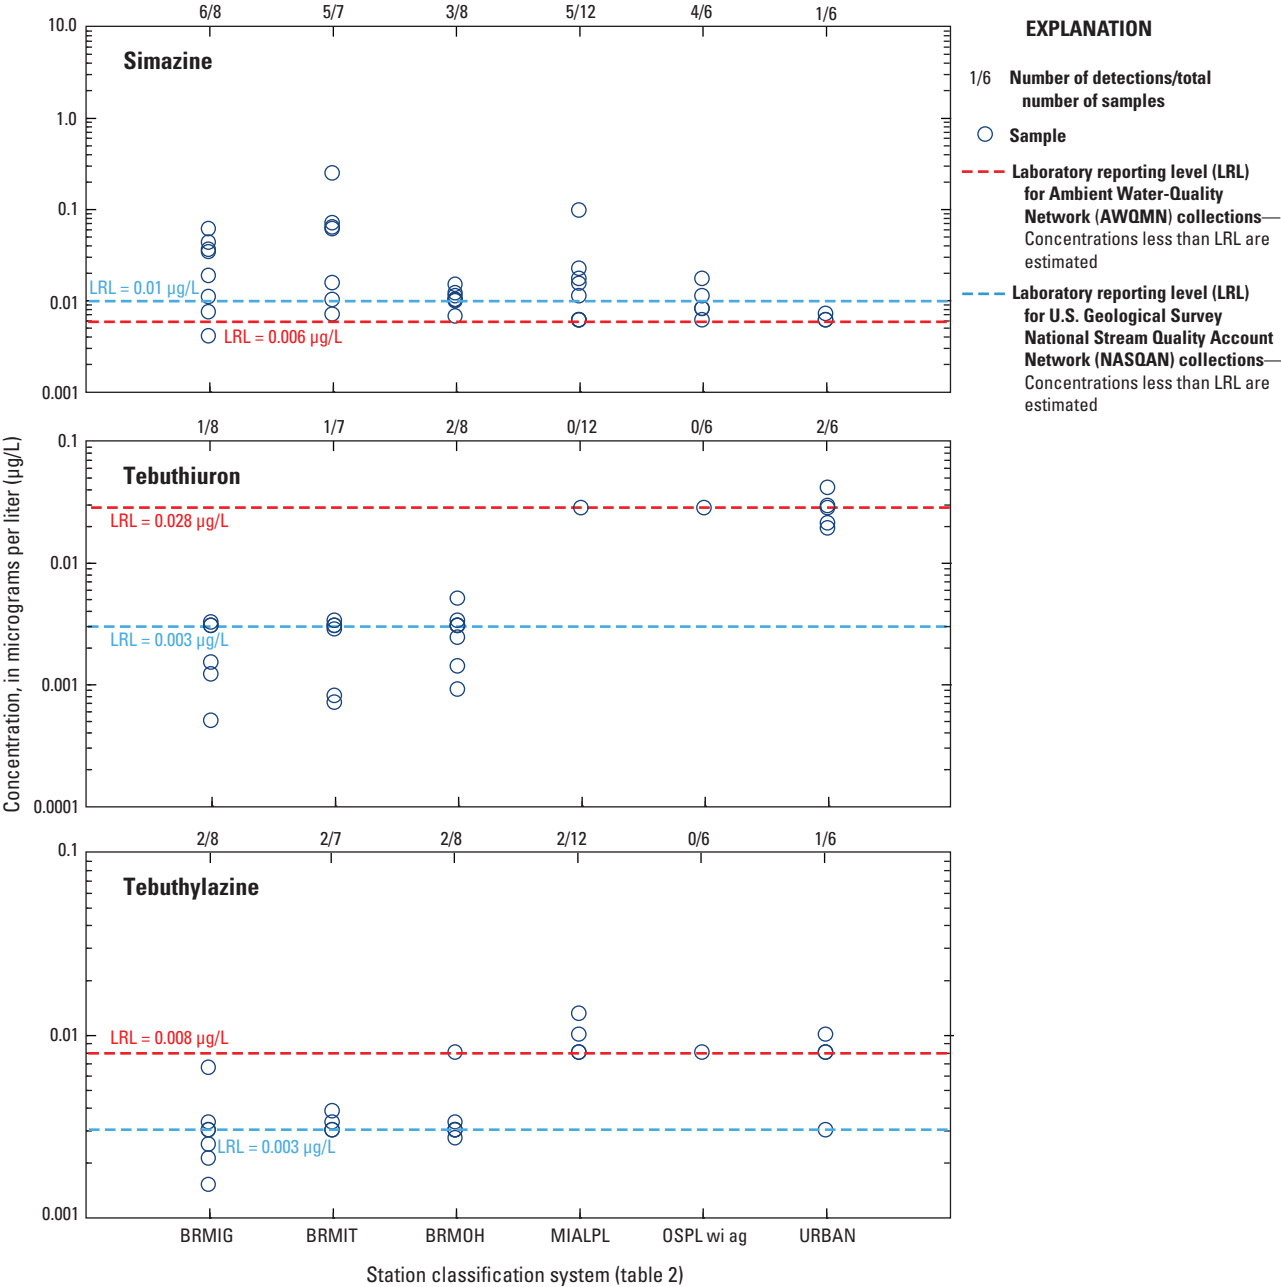 6/8 5/7 3/8 5/12 4/6 1/6
10.0
Simazine
1.0
0.1
LRL = 0.01 µg/L
0.01
LRL = 0.006 µg/L
0.001
1/8 1/7 2/8 0/12 0/6 2/6
0.1
Tebuthiuron
LRL = 0.028 µg/L
0.01
LRL = 0.003 µg/L
0.001
0.0001
2/8 2/7 2/8 2/12 0/6 1/6
0.1
Tebuthylazine
0.01
LRL = 0.008 µg/L
LRL = 0.003 µg/L
0.001
BRMIG BRMIT BRMOH MIALPL OSPL wi ag URBAN
Station classification system (table 2)
Concentration, in micrograms per liter (µg/L)
EXPLANATION
1/6 Number of detections/total
number of samples
Sample
Laboratory reporting level (LRL)
for Ambient Water-Quality
Network (AWQMN) collections—
Concentrations less than LRL are
estimated
Laboratory reporting level (LRL)
for U.S. Geological Survey
National Stream Quality Account
Network (NASQAN) collections—
Concentrations less than LRL are
estimated